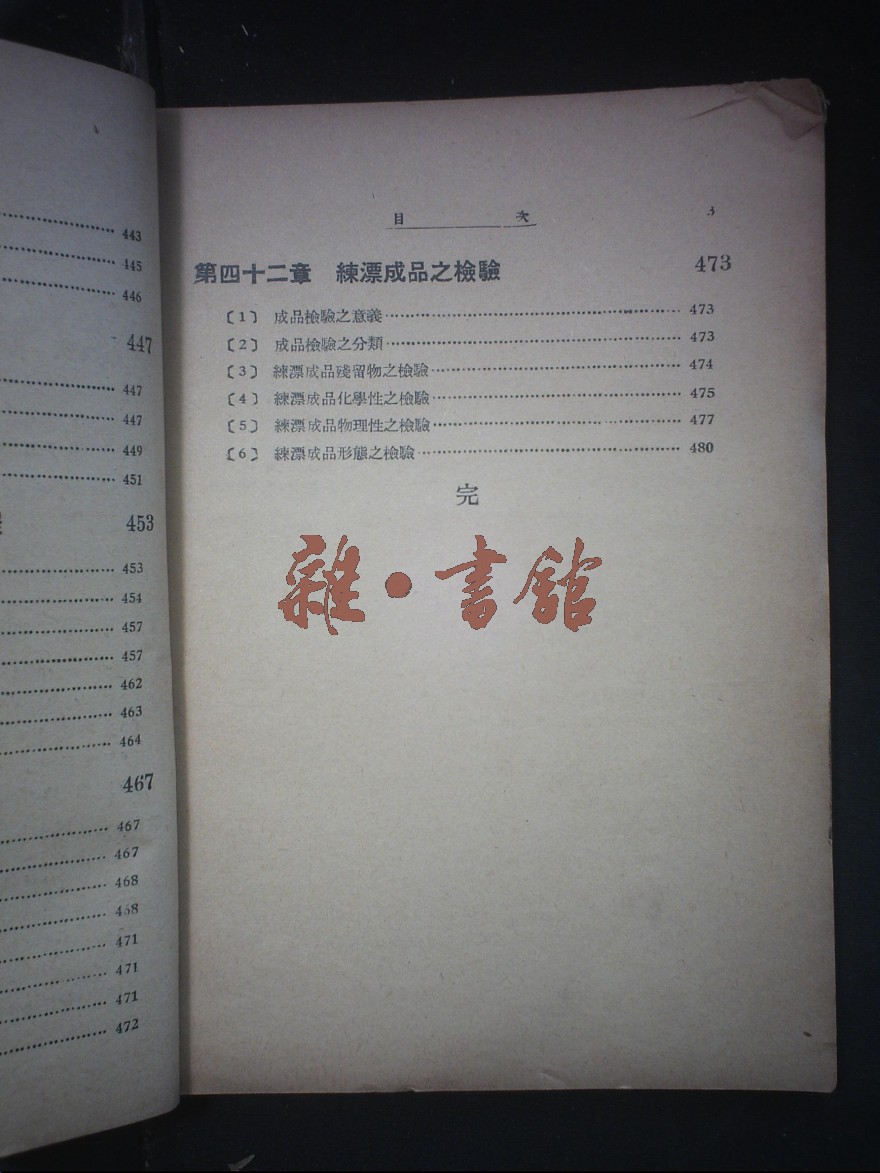 443
445
446
447
447
447
449
451
453
453
454
457
457
462
463
464
467
467
467
468
468
471
471
471
472
目 次 3
第四十二章 練漂成品之檢驗 473
〔1〕 成品檢驗之意義 473
〔2〕 成品檢驗之分類 473
〔3〕 練漂成品殘留物之檢驗 474
〔4〕 練漂成品化學性之檢驗 475
〔5〕 練漂成品物理性之檢驗 477
〔6〕 練漂成品形態之檢驗 480
完
雜·書館